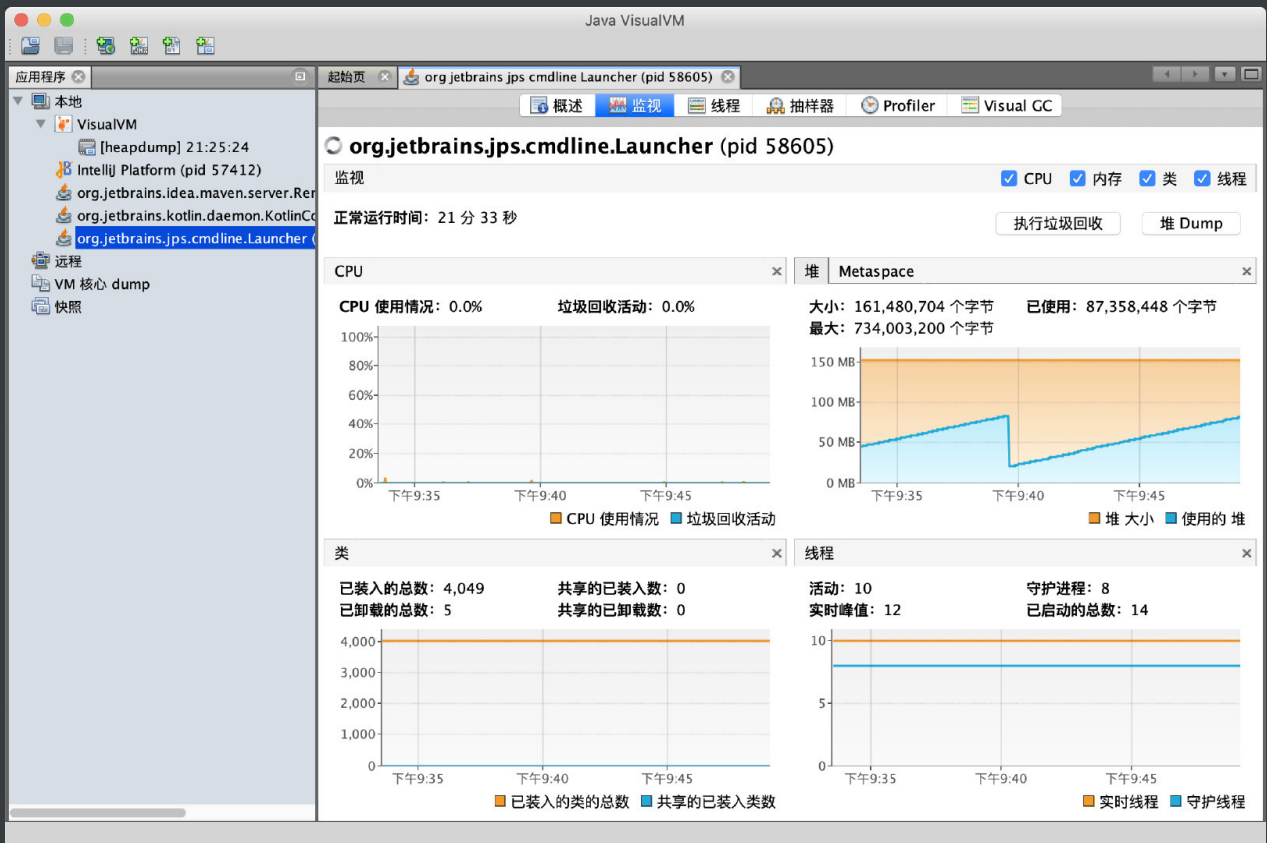 Java VisualVM
应用程序
本地
VisualVM
[heapdump] 21:25:24
IntelliJ Platform (pid 57412)
org.jetbrains.idea.maven.server.Rer
org.jetbrains.kotlin.daemon.KotlinCo
org.jetbrains.jps.cmdline.Launcher (
远程
VM 核心 dump
快照
起始页
org jetbrains jps cmdline Launcher (pid 58605)
概述 监视 线程 抽样器 Profiler Visual GC
org.jetbrains.jps.cmdline.Launcher (pid 58605)
监视 CPU 内存 类 线程
正常运行时间: 21 分 33 秒 执行垃圾回收 堆 Dump
CPU
CPU 使用情况: 0.0% 垃圾回收活动: 0.0%
100%
80%
60%
40%
20%
0%
下午9:35 下午9:40 下午9:45
CPU 使用情况 垃圾回收活动
堆 Metaspace
大小: 161,480,704 个字节 已使用: 87,358,448 个字节
最大: 734,003,200 个字节
150 MB
100 MB
50 MB
0 MB
下午9:35 下午9:40 下午9:45
堆 大小 使用的 堆
类
已装入的总数: 4,049 共享的已装入数: 0
已卸载的总数: 5 共享的已卸载数: 0
4,000
3,000
2,000
1,000
0
下午9:35 下午9:40 下午9:45
已装入的类的总数 共享的已装入类数
线程
活动: 10 守护进程: 8
实时峰值: 12 已启动的总数: 14
10
5
0
下午9:35 下午9:40 下午9:45
实时线程 守护线程